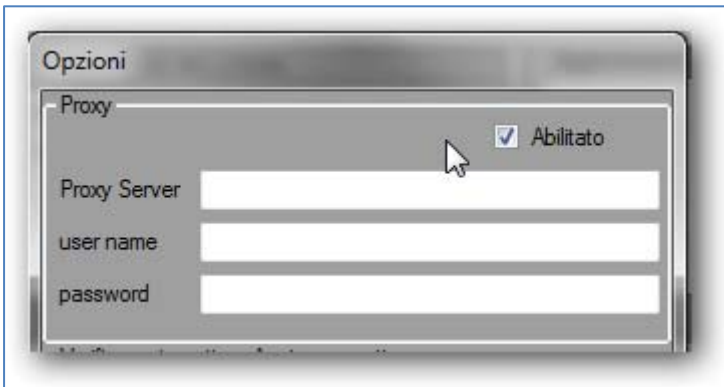 Opzioni
Proxy
Abilitato
Proxy Server
user name
password